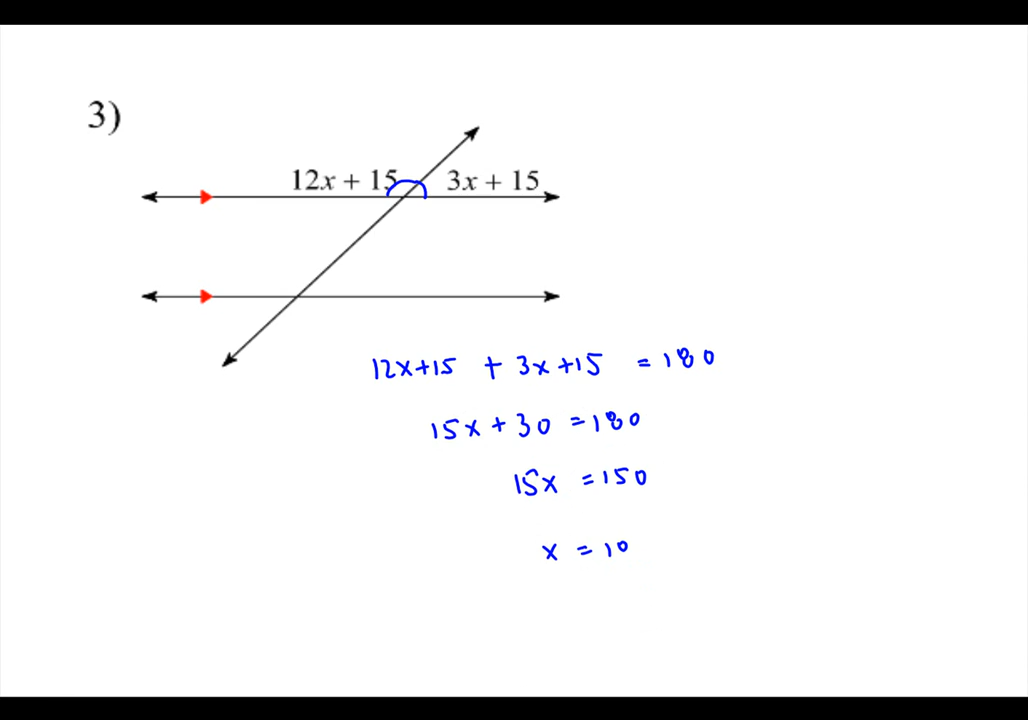 3)
12x + 15 3x + 15
12x+15 + 3x+15 = 180
15x + 30 = 180
15x = 150
x = 10